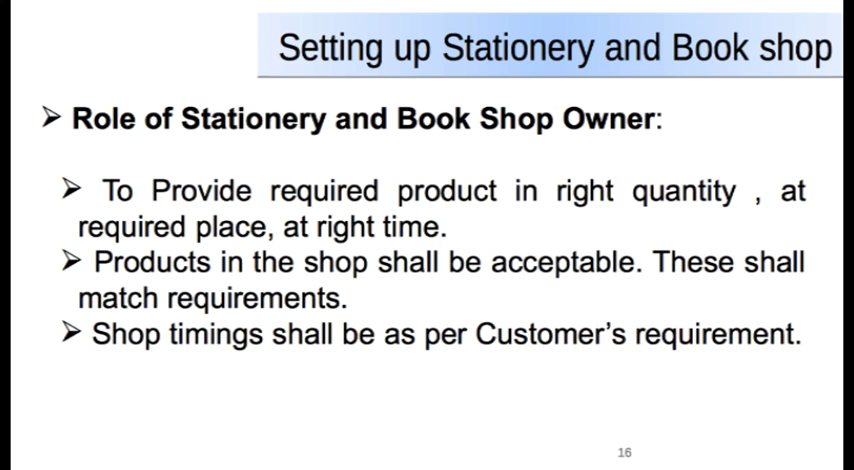 Setting up Stationery and Book shop
➢ Role of Stationery and Book Shop Owner:
➢ To Provide required product in right quantity , at
required place, at right time.
➢ Products in the shop shall be acceptable. These shall
match requirements.
➢ Shop timings shall be as per Customer’s requirement.
16